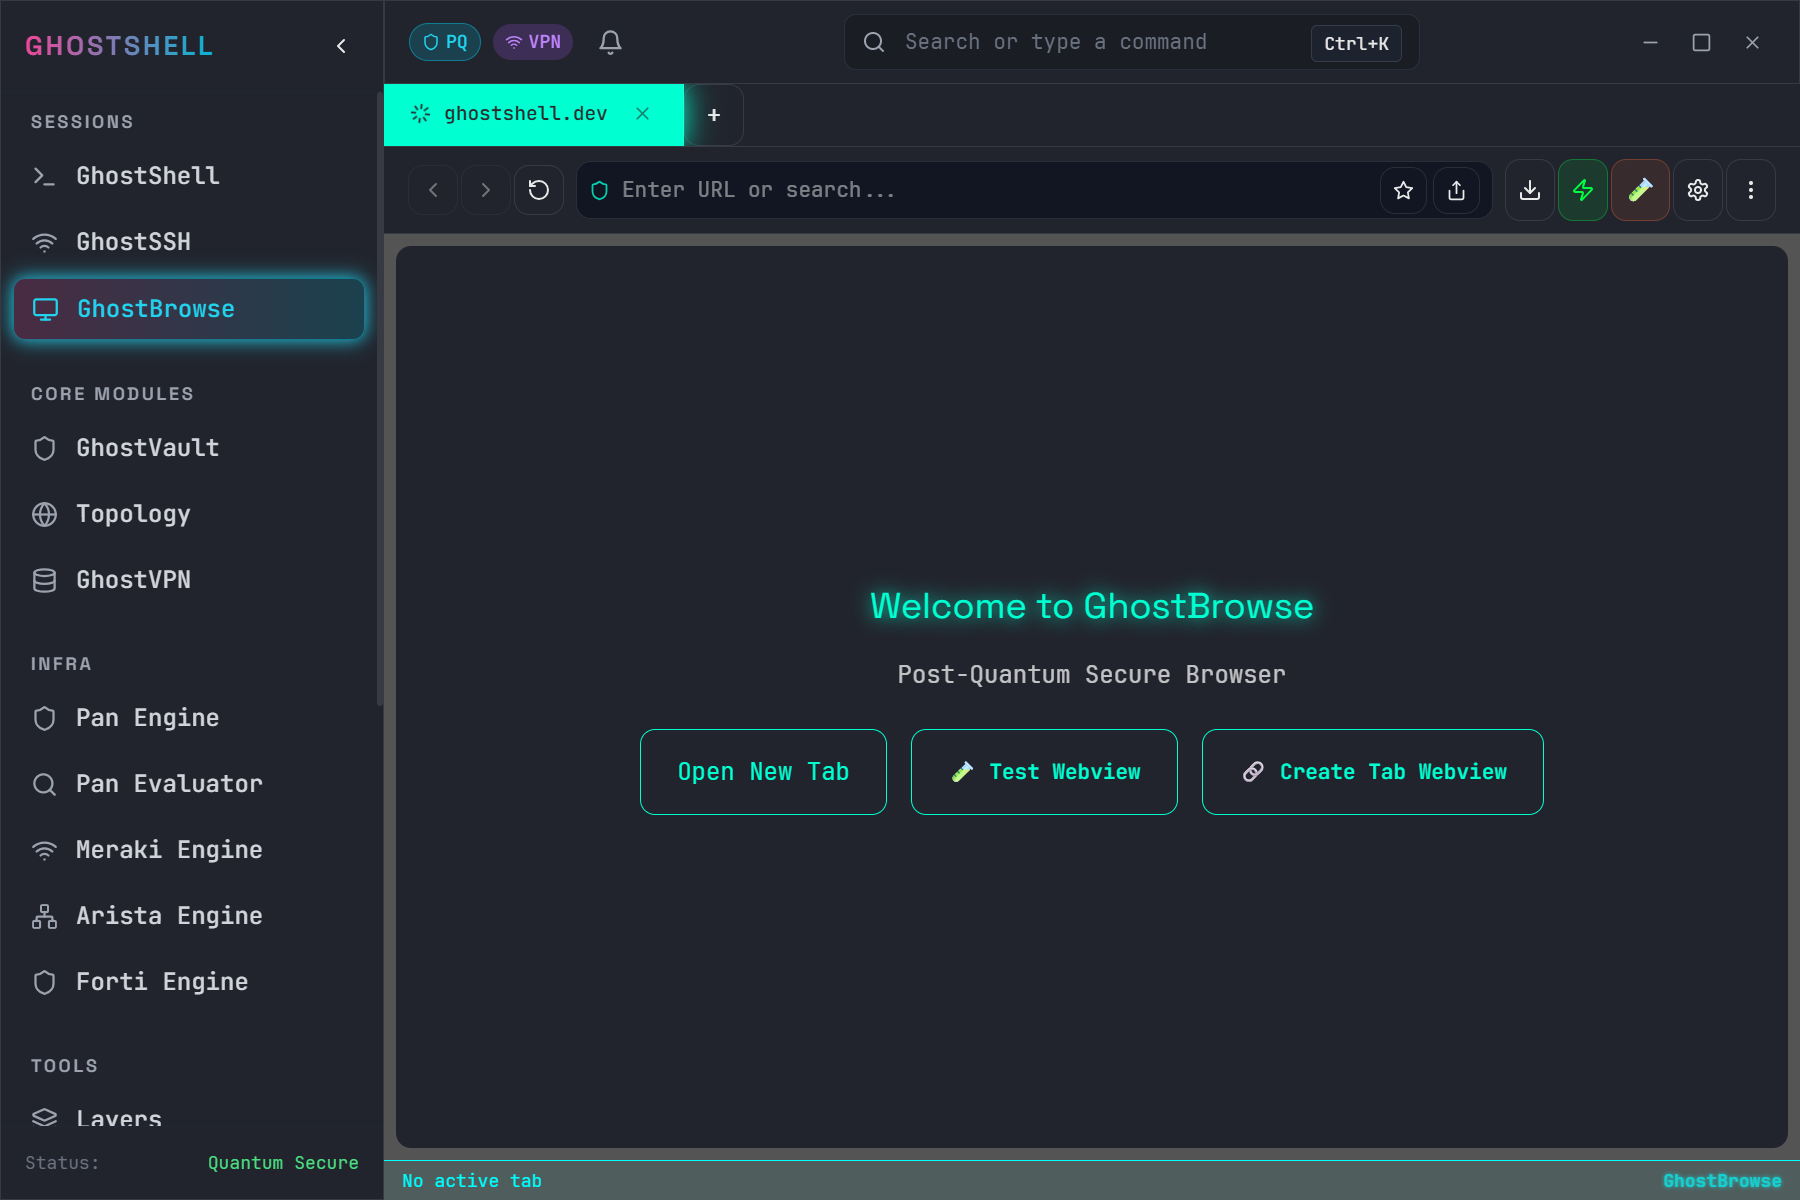 GHOSTSHELL
SESSIONS
GhostShell
GhostSSH
GhostBrowse
CORE MODULES
GhostVault
Topology
GhostVPN
INFRA
Pan Engine
Pan Evaluator
Meraki Engine
Arista Engine
Forti Engine
TOOLS
Layers
Status: Quantum Secure
PQ VPN Search or type a command Ctrl+K
ghostshell.dev +
Enter URL or search...
Welcome to GhostBrowse
Post-Quantum Secure Browser
Open New Tab Test Webview Create Tab Webview
No active tab GhostBrowse